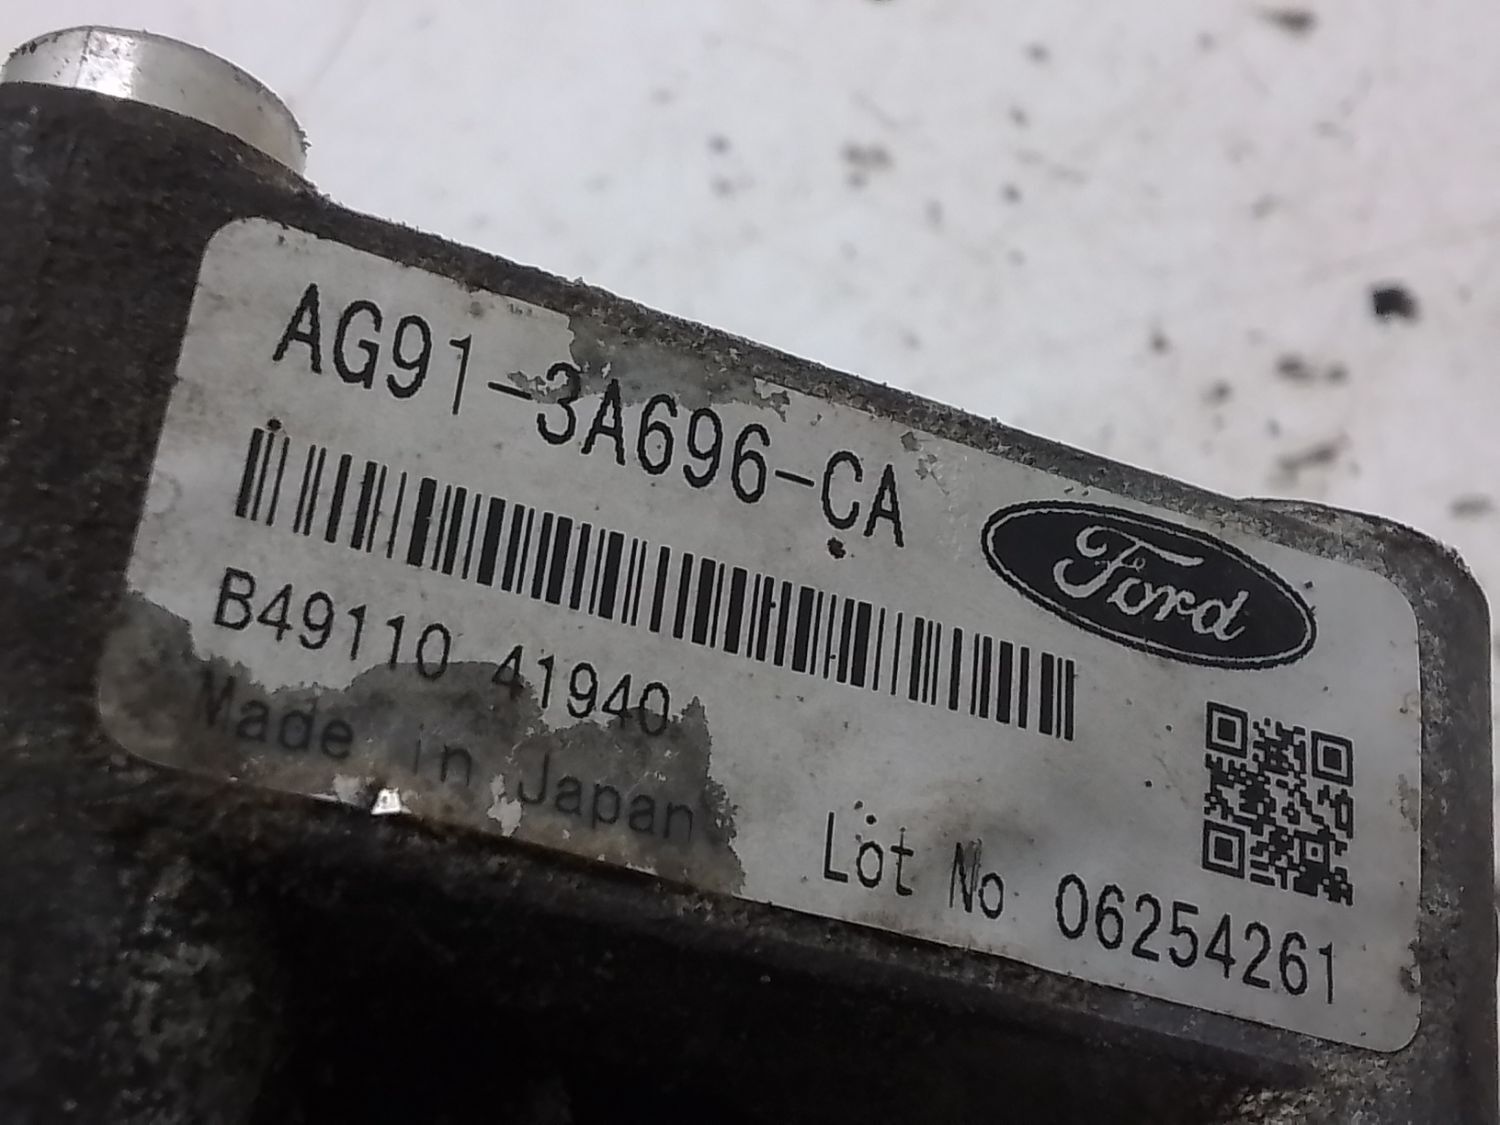 AG91-3A696-CA
Ford
B49110 41940
Made in Japan
Lot No 06254261